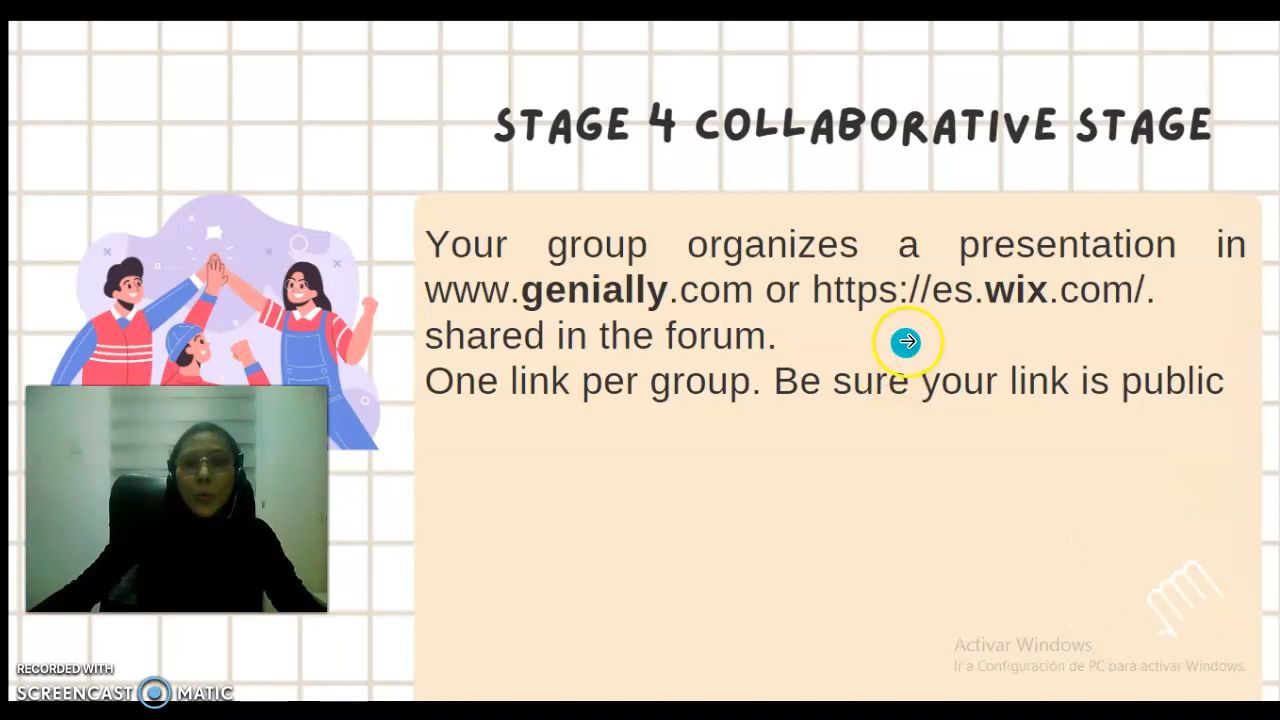 STAGE 4 COLLABORATIVE STAGE
Your group organizes a presentation in
www.genially.com or https://es.wix.com/.
shared in the forum.
One link per group. Be sure your link is public
Activar Windows
Ir a Configuración de PC para activar Windows.
RECORDED WITH
SCREENCAST MATIC